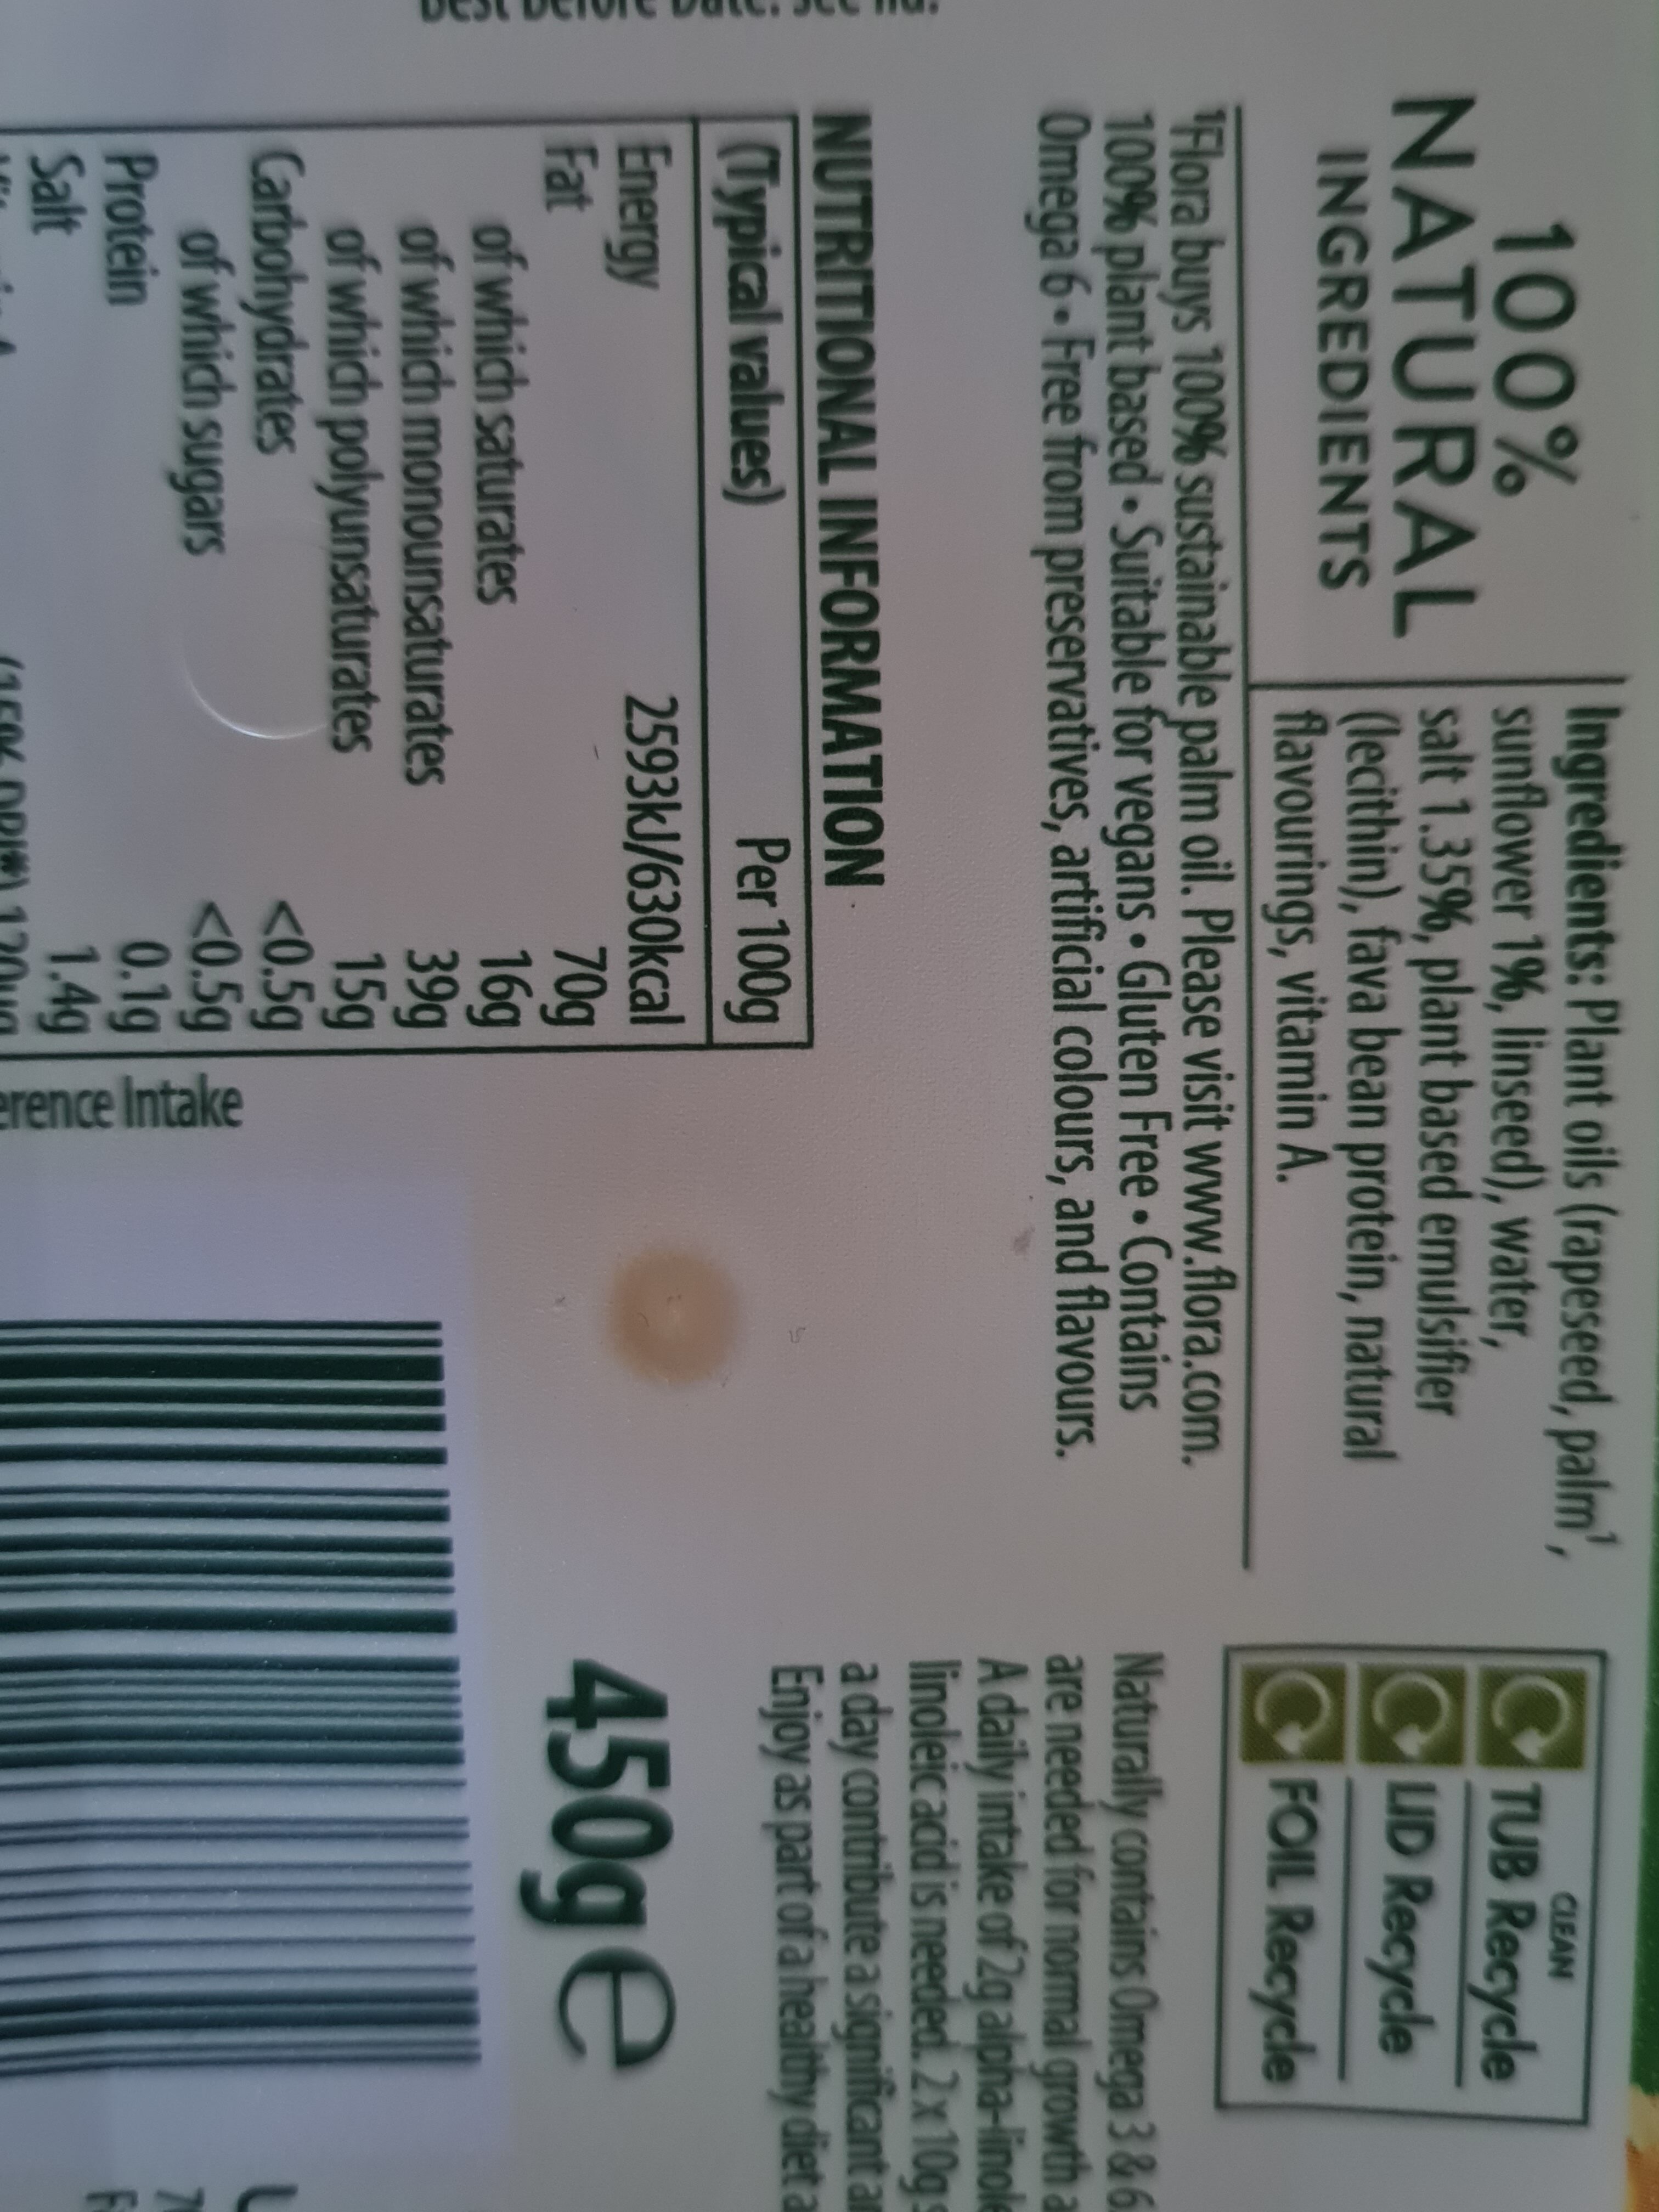 Best Before Date: See lid.
100%
NATURAL
INGREDIENTS
Ingredients: Plant oils (rapeseed, palm¹,
sunflower 1%, linseed), water,
salt 1.35%, plant based emulsifier
(lecithin), fava bean protein, natural
flavourings, vitamin A.
¹Flora buys 100% sustainable palm oil. Please visit www.flora.com.
100% plant based • Suitable for vegans • Gluten Free • Contains
Omega 6 • Free from preservatives, artificial colours, and flavours.
NUTRITIONAL INFORMATION
(Typical values) Per 100g
Energy 2593kJ/630kcal
Fat 70g
of which saturates 16g
of which monounsaturates 39g
of which polyunsaturates 15g
Carbohydrates <0.5g
of which sugars <0.5g
Protein 0.1g
Salt 1.4g
Intake
CLEAN
TUB Recycle
LID Recycle
FOIL Recycle
Naturally contains Omega 3 & 6
are needed for normal growth
A daily intake of 2g
linoleic acid is needed. 2 x 10g
a day contribute a significant
Enjoy as part of a healthy diet
450g e